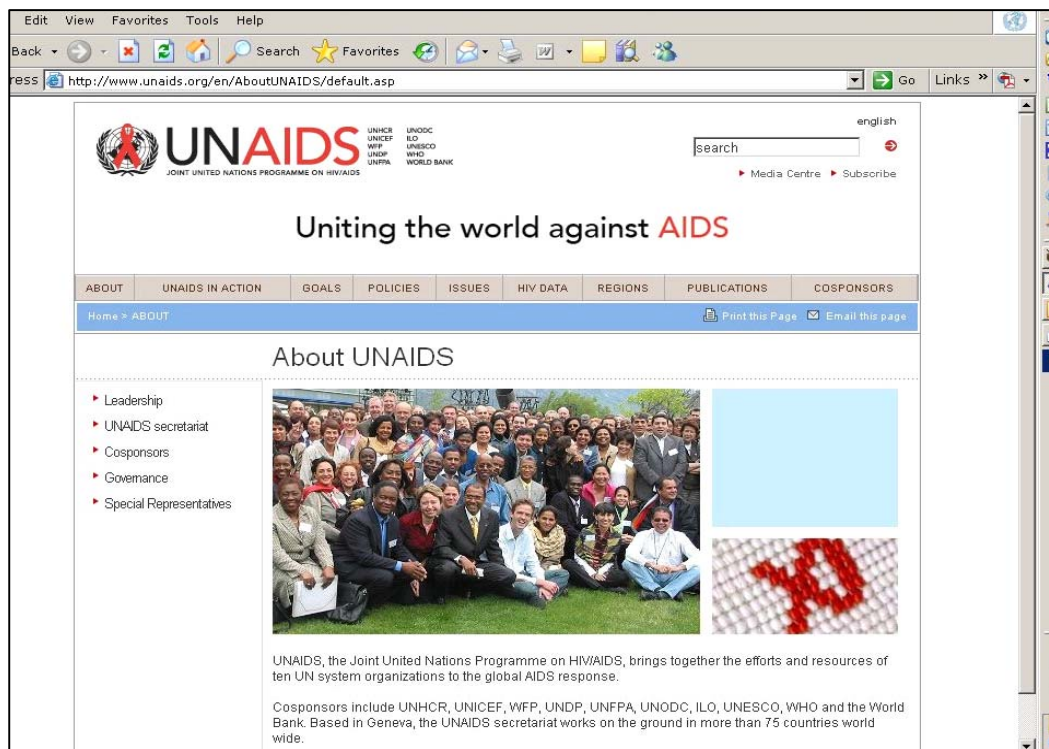 Edit View Favorites Tools Help
Back Search Favorites
ress http://www.unaids.org/en/AboutUNAIDS/default.asp Go Links »
english
UNAIDS
JOINT UNITED NATIONS PROGRAMME ON HIV/AIDS
UNHCR UNODC
UNICEF ILO
WFP UNESCO
UNDP WHO
UNFPA WORLD BANK
search
Media Centre Subscribe
Uniting the world against AIDS
ABOUT UNAIDS IN ACTION GOALS POLICIES ISSUES HIV DATA REGIONS PUBLICATIONS COSPONSORS
Home > ABOUT Print this Page Email this page
About UNAIDS
Leadership
UNAIDS secretariat
Cosponsors
Governance
Special Representatives
UNAIDS, the Joint United Nations Programme on HIV/AIDS, brings together the efforts and resources of
ten UN system organizations to the global AIDS response.
Cosponsors include UNHCR, UNICEF, WFP, UNDP, UNFPA, UNODC, ILO, UNESCO, WHO and the World
Bank. Based in Geneva, the UNAIDS secretariat works on the ground in more than 75 countries world
wide.